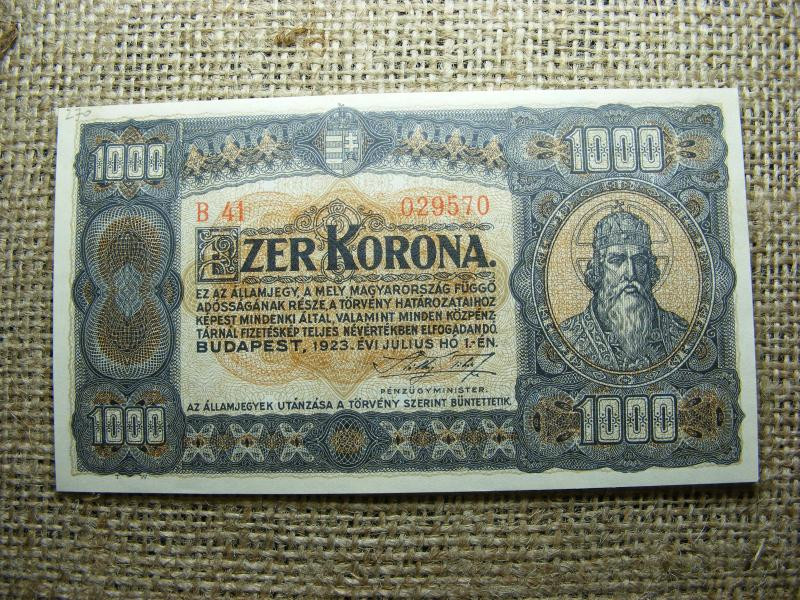 270
1000 1000
B 41 029570
EZER KORONA.
EZ AZ ÁLLAMJEGY, A MELY MAGYARORSZÁG FÜGGŐ
ADÓSSÁGÁNAK RÉSZE, A TÖRVÉNY HATÁROZATAIHOZ
KÉPEST MINDENKI ÁLTAL, VALAMINT MINDEN KÖZPÉNZ-
TÁRNÁL FIZETÉSKÉP TELJES NÉVÉRTÉKBEN ELFOGADANDÓ.
BUDAPEST, 1923. ÉVI JÚLIUS HÓ 1.-ÉN.
PÉNZÜGYMINISTER.
AZ ÁLLAMJEGYEK UTÁNZÁSA A TÖRVÉNY SZERINT BÜNTETTETIK.
1000 1000